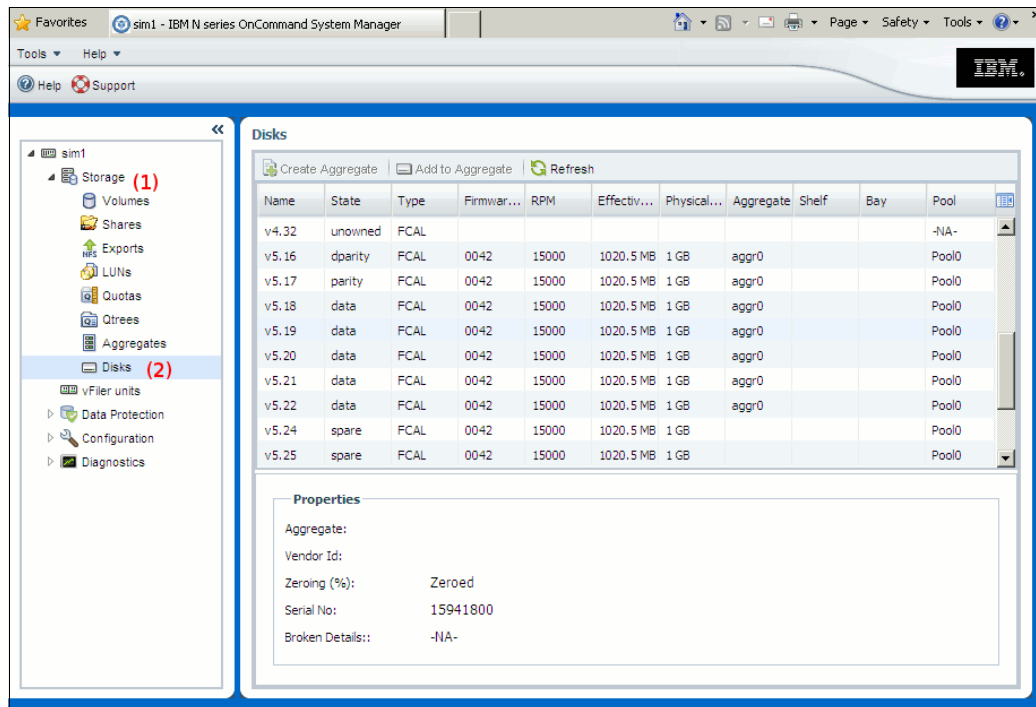 Favorites sim1 - IBM N series OnCommand System Manager Page Safety Tools
Tools Help
IBM.
Help Support
«
sim1
Storage (1)
Volumes
Shares
NFS Exports
LUNs
Quotas
Qtrees
Aggregates
Disks (2)
vFiler units
Data Protection
Configuration
Diagnostics
Disks
Create Aggregate Add to Aggregate Refresh
Name State Type Firmwar... RPM Effectiv... Physical... Aggregate Shelf Bay Pool
v4.32 unowned FCAL -NA-
v5.16 dparity FCAL 0042 15000 1020.5 MB 1 GB aggr0 Pool0
v5.17 parity FCAL 0042 15000 1020.5 MB 1 GB aggr0 Pool0
v5.18 data FCAL 0042 15000 1020.5 MB 1 GB aggr0 Pool0
v5.19 data FCAL 0042 15000 1020.5 MB 1 GB aggr0 Pool0
v5.20 data FCAL 0042 15000 1020.5 MB 1 GB aggr0 Pool0
v5.21 data FCAL 0042 15000 1020.5 MB 1 GB aggr0 Pool0
v5.22 data FCAL 0042 15000 1020.5 MB 1 GB aggr0 Pool0
v5.24 spare FCAL 0042 15000 1020.5 MB 1 GB Pool0
v5.25 spare FCAL 0042 15000 1020.5 MB 1 GB Pool0
Properties
Aggregate:
Vendor Id:
Zeroing (%): Zeroed
Serial No: 15941800
Broken Details:: -NA-